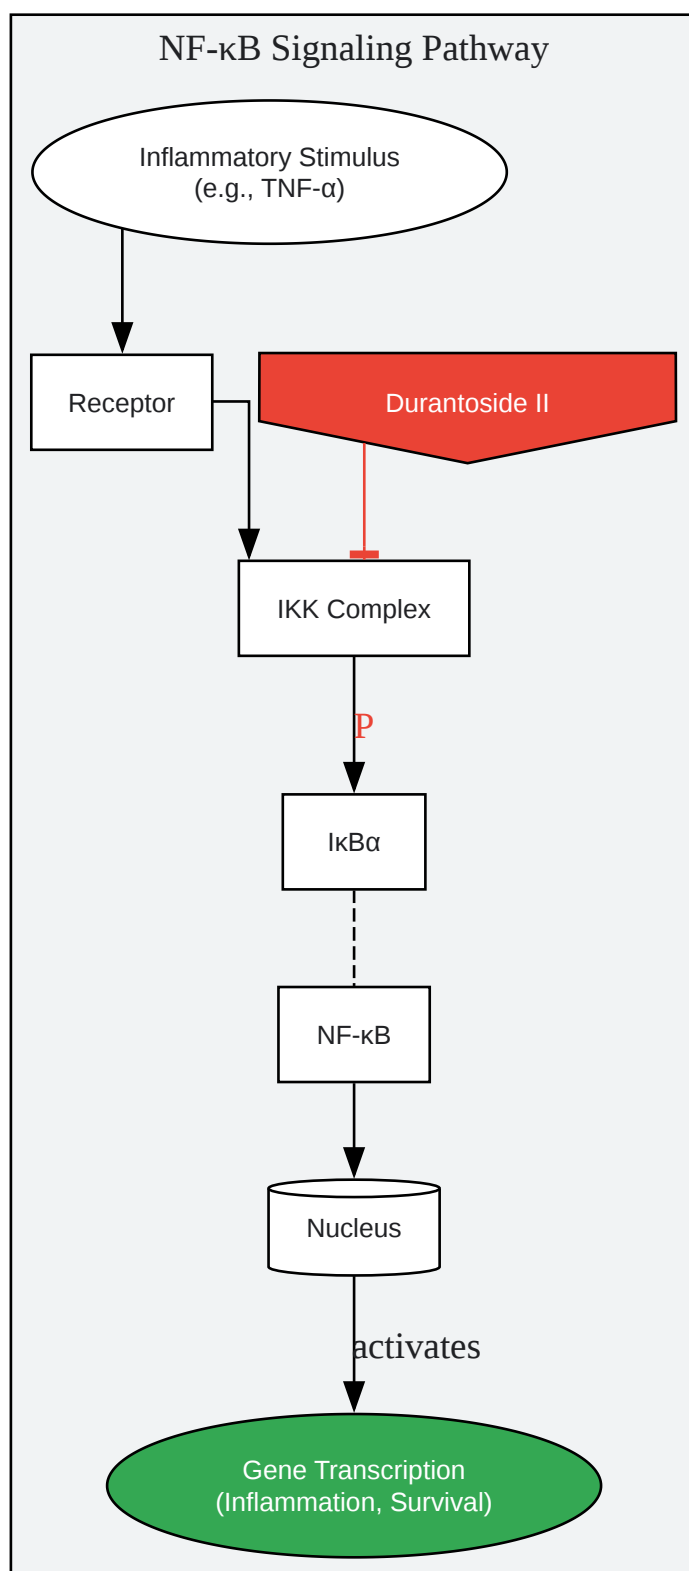 NF-κB Signaling Pathway
Inflammatory Stimulus
(e.g., TNF-α)
Receptor
Durantoside II
IKK Complex
P
IκBα
NF-κB
Nucleus
activates
Gene Transcription
(Inflammation, Survival)